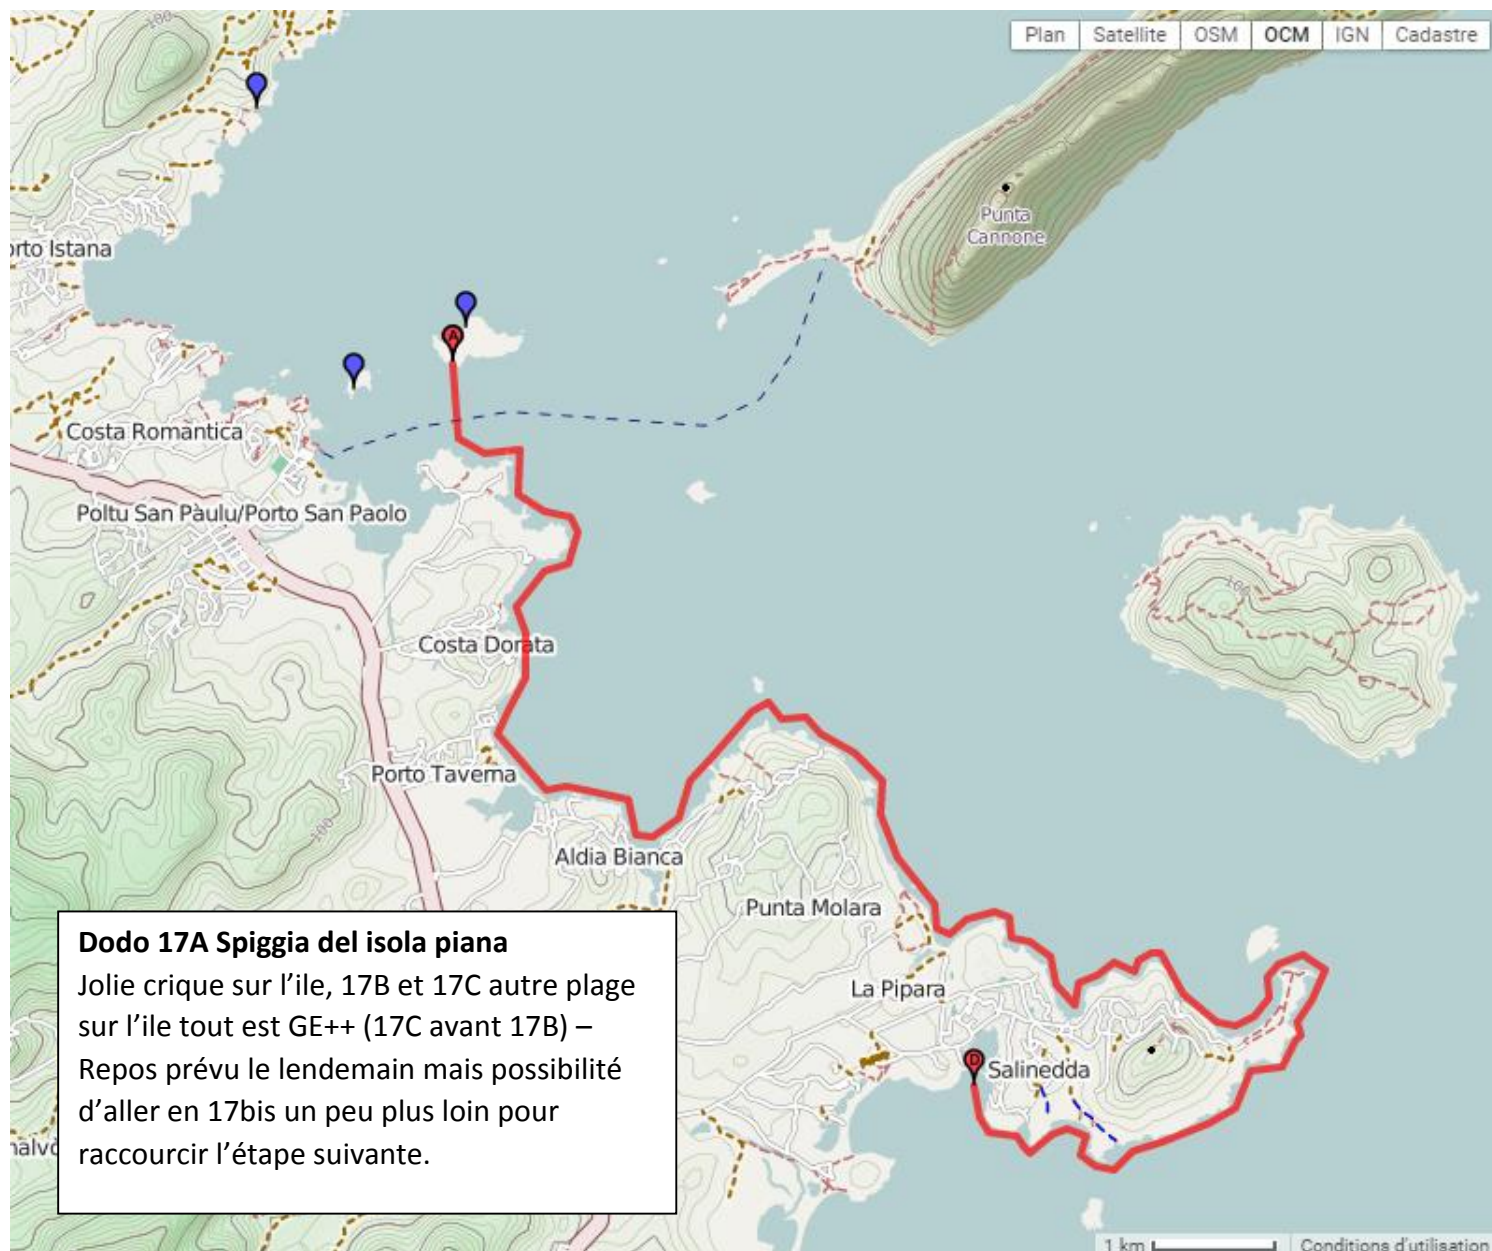 Plan Satellite OSM OCM IGN Cadastre
100
Punta
Cannone
orto Istana
A
Costa Romantica
Poltu San Pàulu/Porto San Paolo
100
Costa Dorata
Porto Taverna
100
Aldia Bianca
Punta Molara
La Pipara
D
Salinedda
Dodo 17A Spiggia del isola piana
Jolie crique sur l’ile, 17B et 17C autre plage
sur l’ile tout est GE++ (17C avant 17B) –
Repos prévu le lendemain mais possibilité
d’aller en 17bis un peu plus loin pour
raccourcir l’étape suivante.
nalvò
1 km Conditions d'utilisation